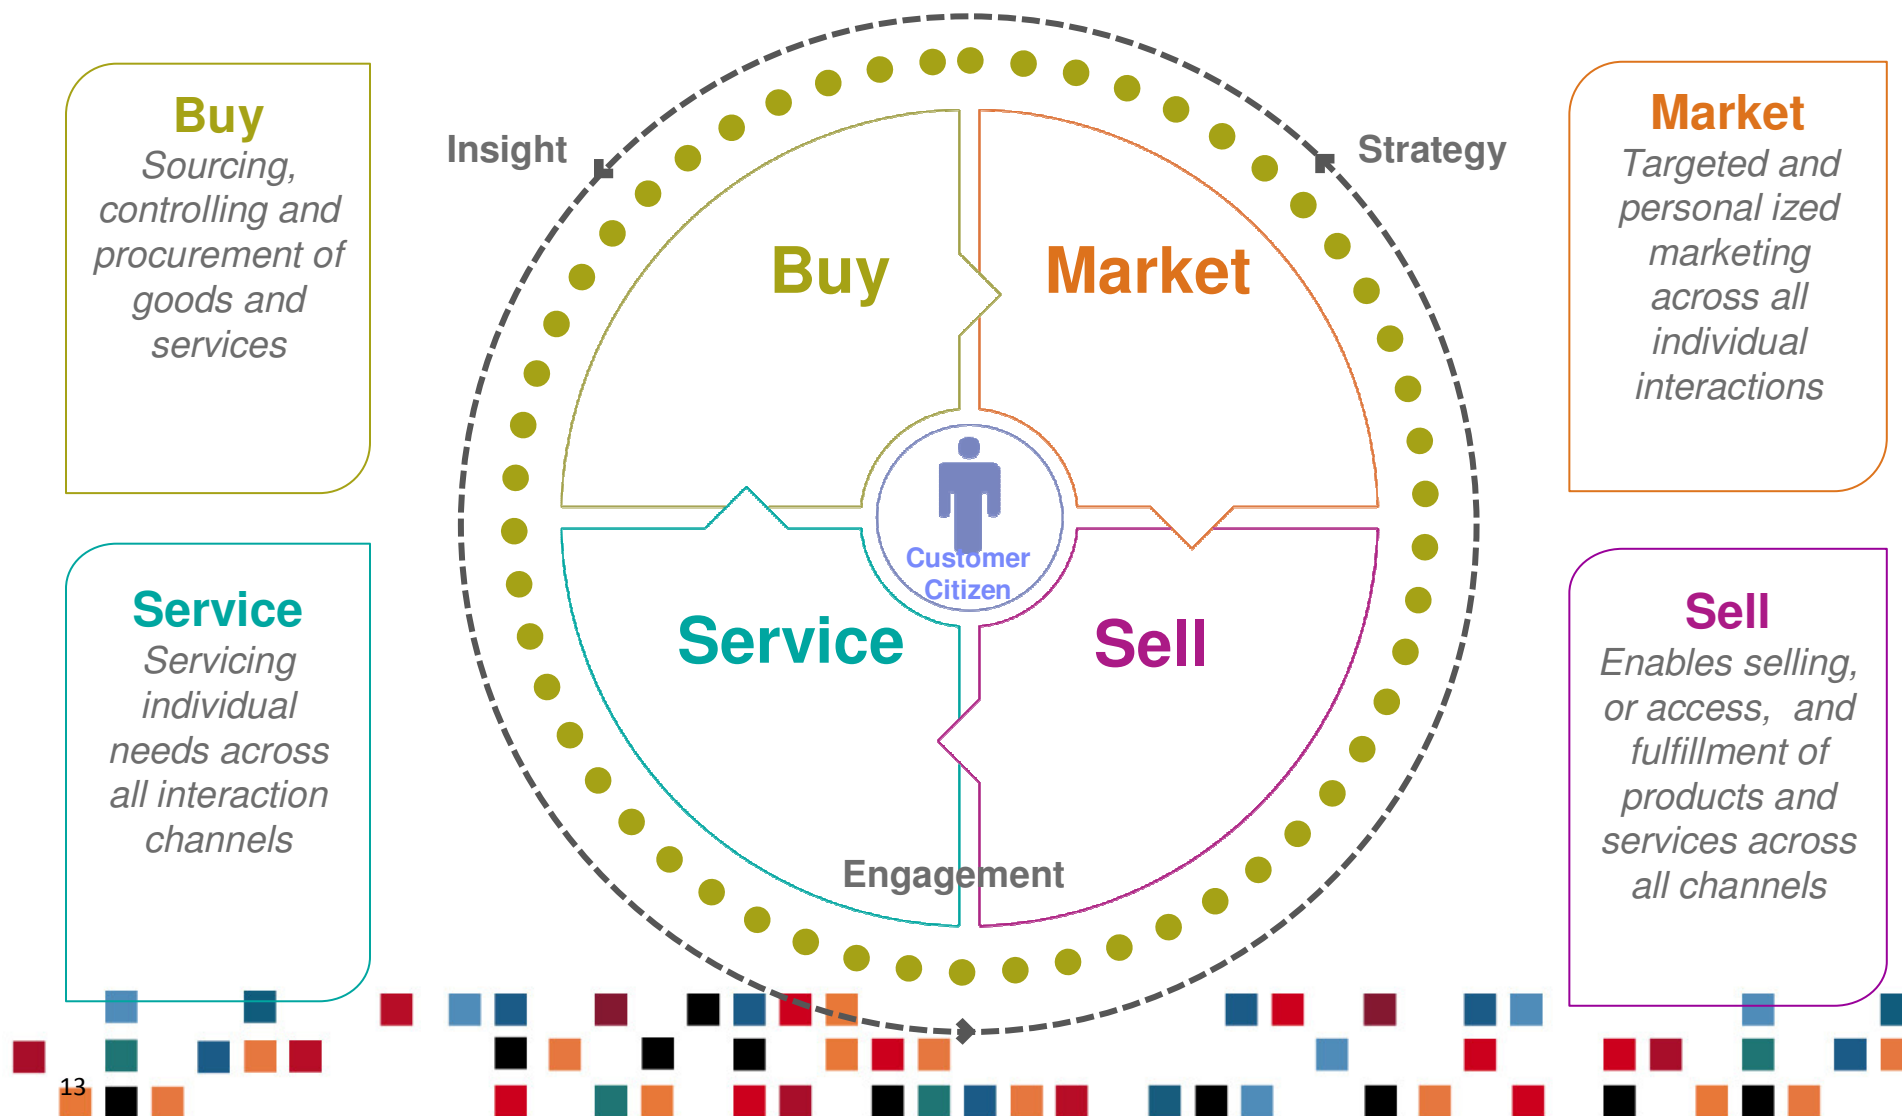 Buy
Sourcing,
controlling and
procurement of
goods and
services
Service
Servicing
individual
needs across
all interaction
channels
Insight
Strategy
Buy
Market
Customer
Citizen
Service
Sell
Engagement
Market
Targeted and
personal ized
marketing
across all
individual
interactions
Sell
Enables selling,
or access,  and
fulfillment of
products and
services across
all channels
13